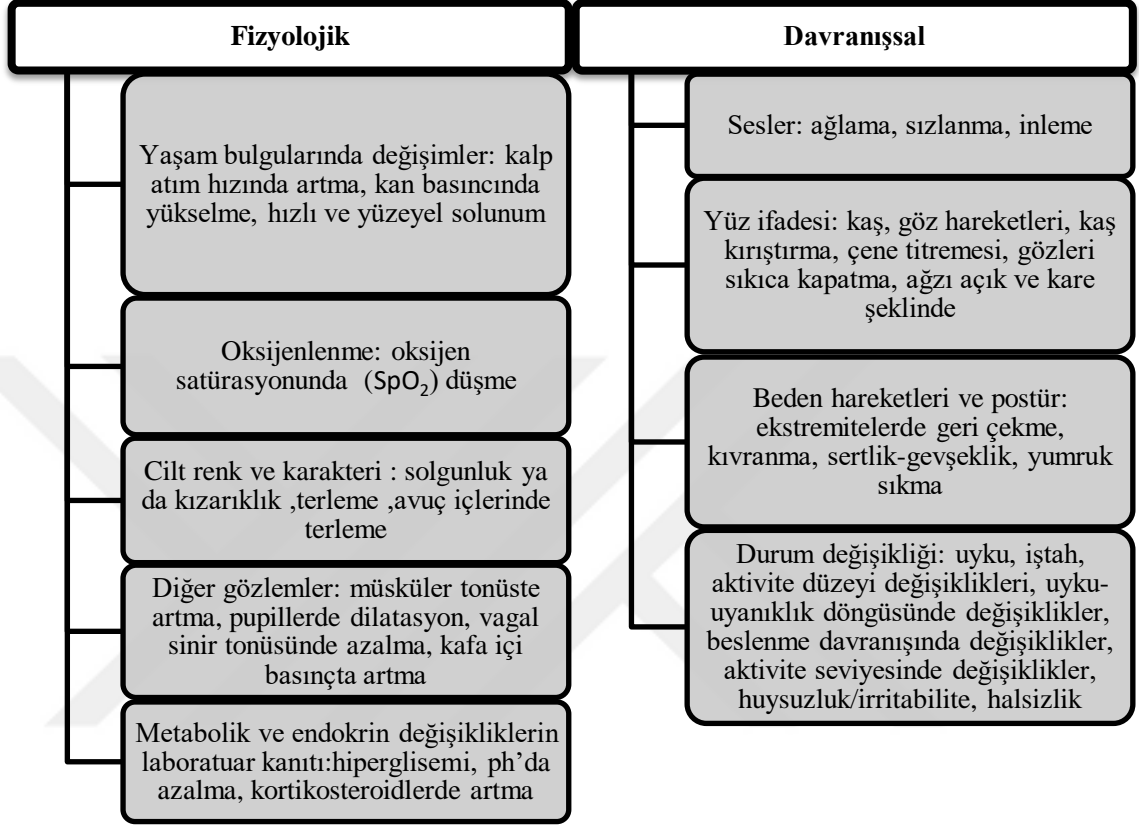 Fizyolojik
Yaşam bulgularında değişimler: kalp
atım hızında artma, kan basıncında
yükselme, hızlı ve yüzeyel solunum
Oksijenlenme: oksijen
satürasyonunda (SpO₂) düşme
Cilt renk ve karakteri : solgunluk ya
da kızarıklık ,terleme ,avuç içlerinde
terleme
Diğer gözlemler: müsküler tonüste
artma, pupillerde dilatasyon, vagal
sinir tonüsünde azalma, kafa içi
basınçta artma
Metabolik ve endokrin değişikliklerin
laboratuar kanıtı:hiperglisemi, ph’da
azalma, kortikosteroidlerde artma
Davranışsal
Sesler: ağlama, sızlanma, inleme
Yüz ifadesi: kaş, göz hareketleri, kaş
kırıştırma, çene titremesi, gözleri
sıkıca kapatma, ağzı açık ve kare
şeklinde
Beden hareketleri ve postür:
ekstremitelerde geri çekme,
kıvranma, sertlik-gevşeklik, yumruk
sıkma
Durum değişikliği: uyku, iştah,
aktivite düzeyi değişiklikleri, uyku-
uyanıklık döngüsünde değişiklikler,
beslenme davranışında değişiklikler,
aktivite seviyesinde değişiklikler,
huysuzluk/irritabilite, halsizlik